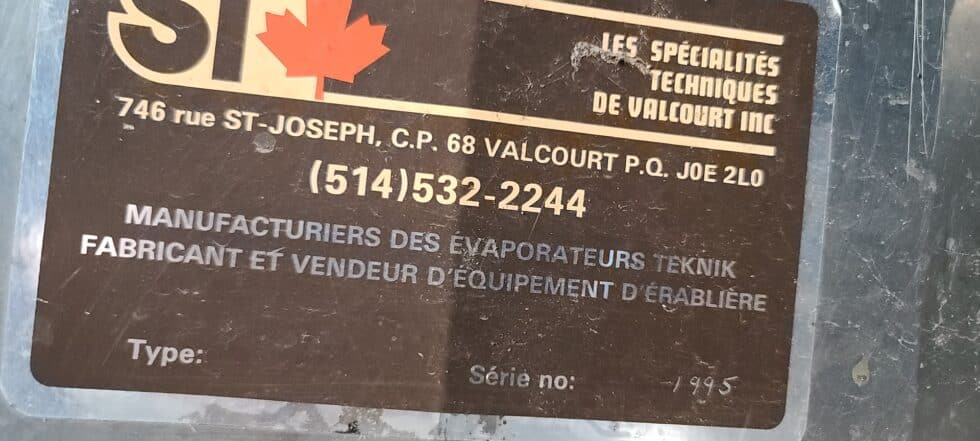 LES SPÉCIALITÉS
TECHNIQUES
DE VALCOURT INC
746 rue ST-JOSEPH, C.P. 68 VALCOURT P.Q. J0E 2L0
(514)532-2244
MANUFACTURIERS DES ÉVAPORATEURS TEKNIK
FABRICANT ET VENDEUR D'ÉQUIPEMENT D'ÉRABLIÈRE
Type:
Série no: 1995